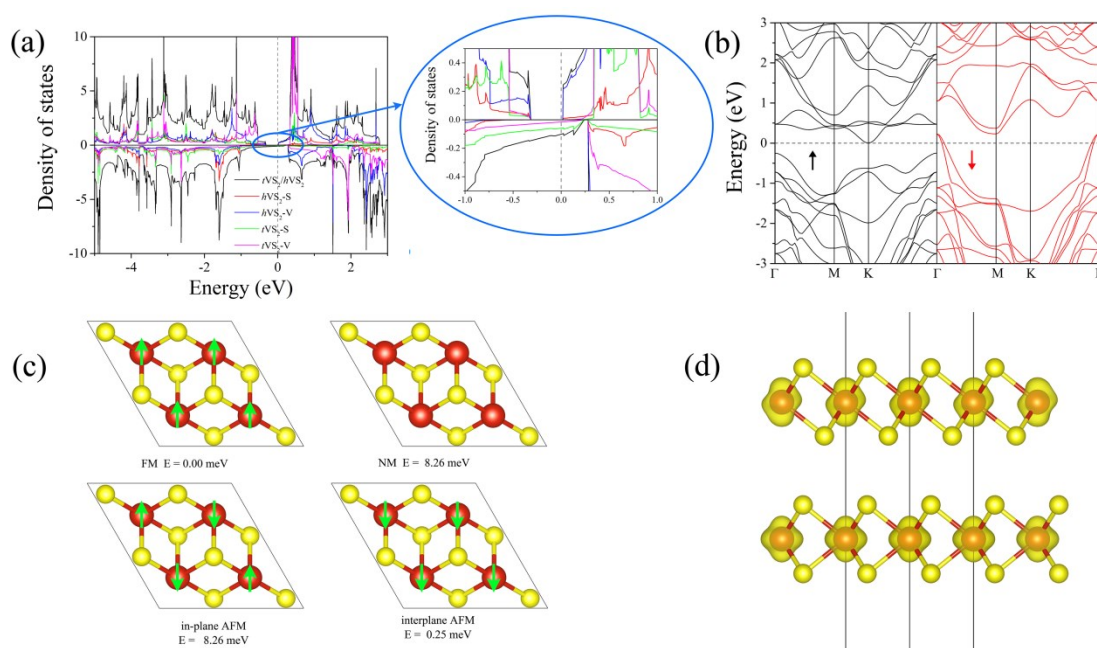 (a)
Density of states
10
5
0
-5
-10
-4
-2
0
2
Energy (eV)
tVS2/hVS2
hVS2-S
hVS2-V
tVS2-S
tVS2-V
Density of states
0.4
0.2
0.0
-0.2
-0.4
-1.0
-0.5
0.0
0.5
1.0
(b)
Energy (eV)
3
2
1
0
-1
-2
-3
Γ M K Γ M K
(c)
FM E = 0.00 meV
NM E = 8.26 meV
in-plane AFM
E = 8.26 meV
interplane AFM
E = 0.25 meV
(d)